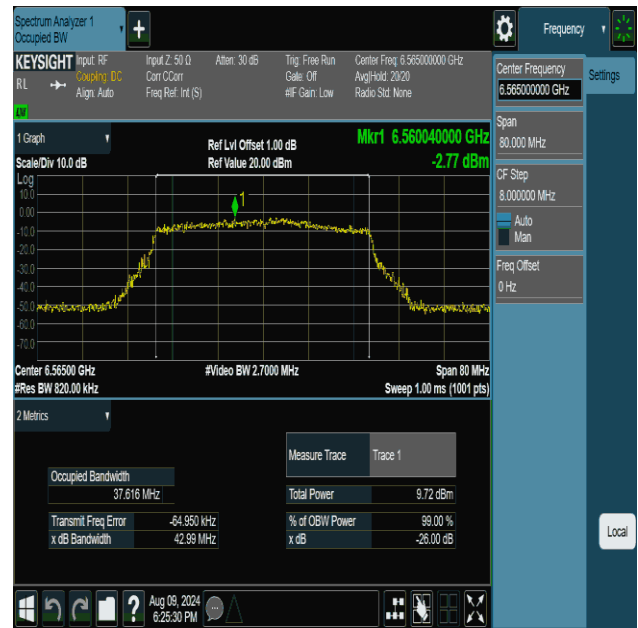 Spectrum Analyzer 1
Occupied BW
+
Frequency
KEYSIGHT
RL
Input: RF
Coupling: DC
Align: Auto
Input Z: 50 Ω
Corr CCorr
Freq Ref: Int (S)
Atten: 30 dB
Trig: Free Run
Gate: Off
#IF Gain: Low
Center Freq: 6.565000000 GHz
Avg|Hold: 20/20
Radio Std: None
Center Frequency
6.565000000 GHz
Settings
Span
80.000 MHz
CF Step
8.000000 MHz
Auto
Man
Freq Offset
0 Hz
Local
1 Graph
Scale/Div 10.0 dB
Ref Lvl Offset 1.00 dB
Ref Value 20.00 dBm
Mkr1 6.560040000 GHz
-2.77 dBm
Log
10.0
0.00
-10.0
-20.0
-30.0
-40.0
-50.0
-60.0
-70.0
1
Center 6.56500 GHz
#Res BW 820.00 kHz
#Video BW 2.7000 MHz
Span 80 MHz
Sweep 1.00 ms (1001 pts)
2 Metrics
Occupied Bandwidth
37.616 MHz
Transmit Freq Error -64.950 kHz
x dB Bandwidth 42.99 MHz
Measure Trace Trace 1
Total Power 9.72 dBm
% of OBW Power 99.00 %
x dB -26.00 dB
?
Aug 09, 2024
6:25:30 PM